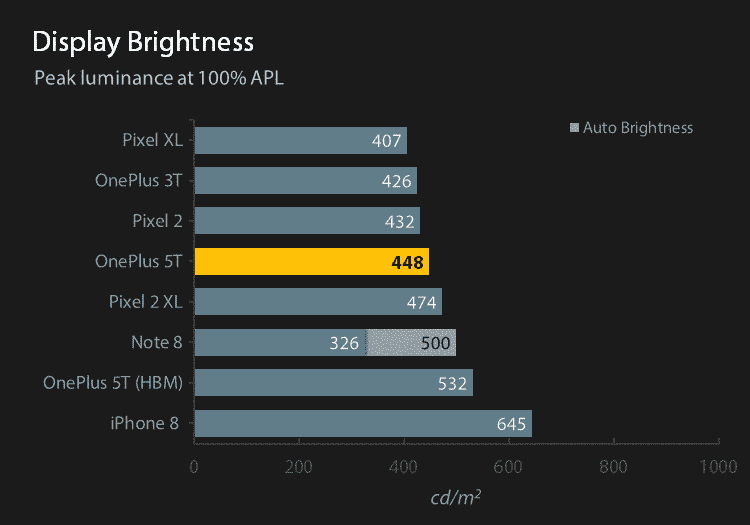 Display Brightness
Peak luminance at 100% APL
Auto Brightness
Pixel XL 407
OnePlus 3T 426
Pixel 2 432
OnePlus 5T 448
Pixel 2 XL 474
Note 8 326 500
OnePlus 5T (HBM) 532
iPhone 8 645
0 200 400 600 800 1000
cd/m²